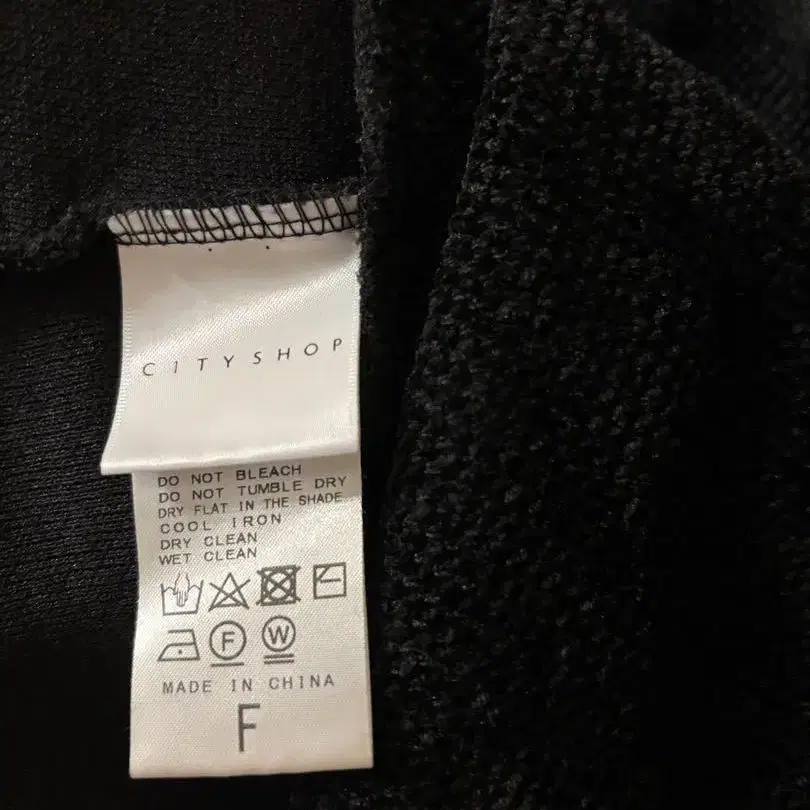 CITYSHOP
DO NOT BLEACH
DO NOT TUMBLE DRY
DRY FLAT IN THE SHADE
COOL IRON
DRY CLEAN
WET CLEAN
F W
MADE IN CHINA
F